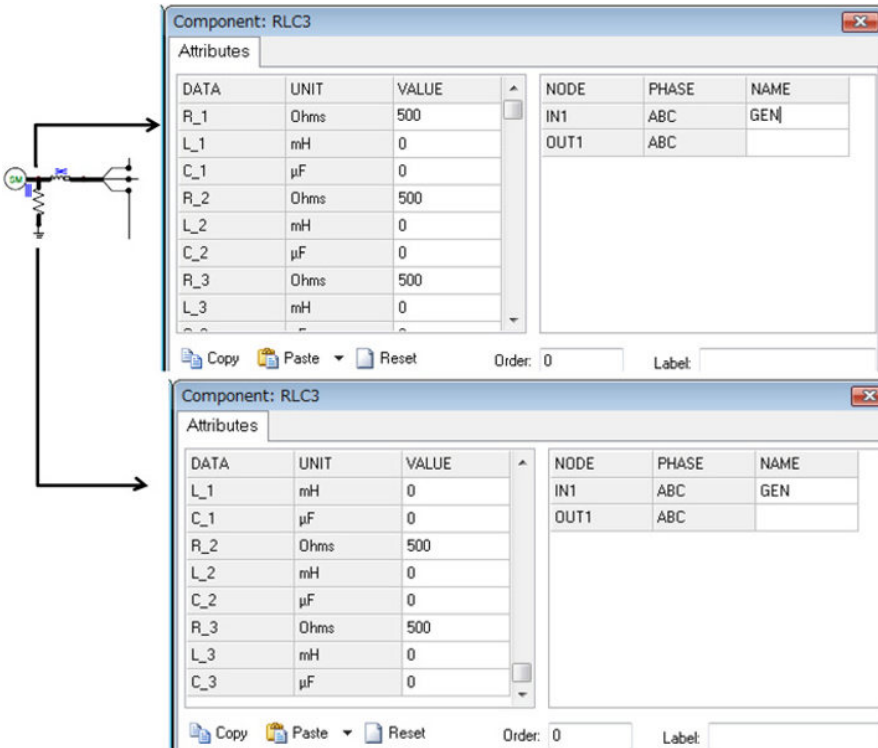 Component: RLC3
Attributes
DATA UNIT VALUE NODE PHASE NAME
R_1 Ohms 500 IN1 ABC GEN
L_1 mH 0 OUT1 ABC
C_1 µF 0
R_2 Ohms 500
L_2 mH 0
C_2 µF 0
R_3 Ohms 500
L_3 mH 0
Copy Paste Reset Order: 0 Label:
SM
Component: RLC3
Attributes
DATA UNIT VALUE NODE PHASE NAME
L_1 mH 0 IN1 ABC GEN
C_1 µF 0 OUT1 ABC
R_2 Ohms 500
L_2 mH 0
C_2 µF 0
R_3 Ohms 500
L_3 mH 0
C_3 µF 0
Copy Paste Reset Order: 0 Label: